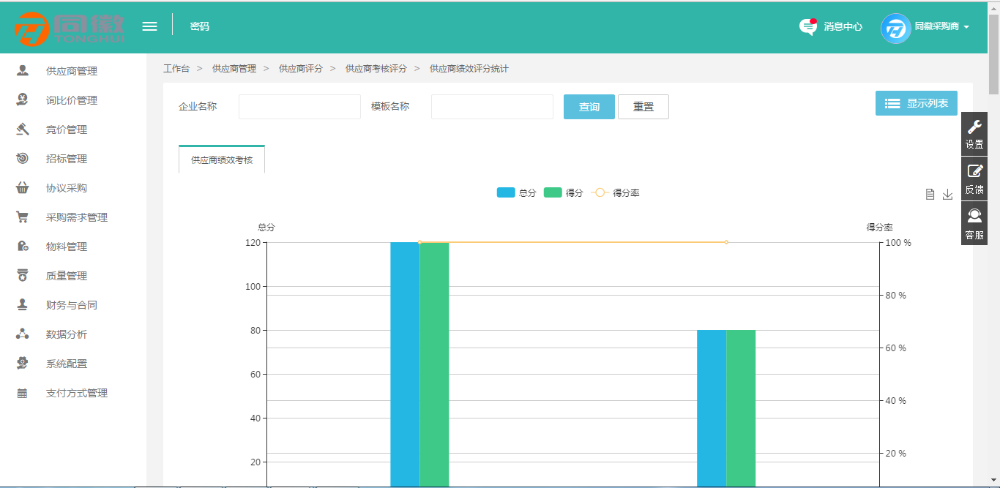 同徽
TONGHUI
密码
消息中心
同徽采购商
供应商管理
询比价管理
竞价管理
招标管理
协议采购
采购需求管理
物料管理
质量管理
财务与合同
数据分析
系统配置
支付方式管理
工作台 > 供应商管理 > 供应商评分 > 供应商考核评分 > 供应商绩效评分统计
企业名称 模板名称 查询 重置 显示列表
设置
反馈
客服
供应商绩效考核
总分 得分 得分率
总分 得分率
120 100 %
100
80 %
80
60 %
60
40 %
40
20 %
20